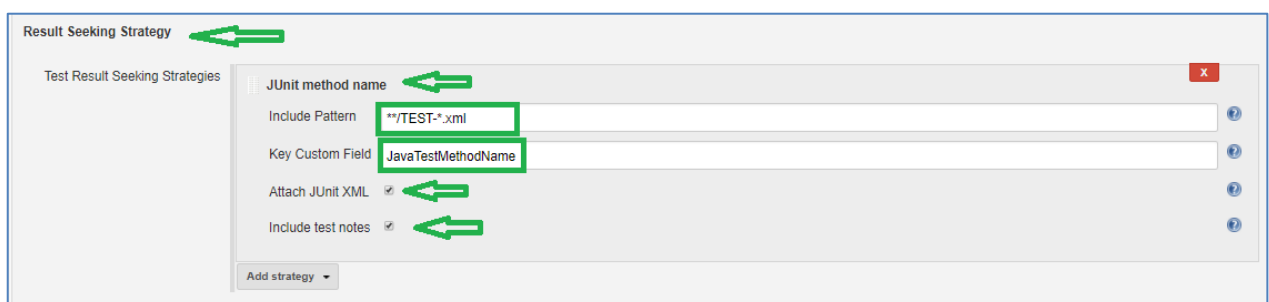 Result Seeking Strategy
Test Result Seeking Strategies
JUnit method name
X
Include Pattern
**/TEST-*.xml
Key Custom Field
JavaTestMethodName
Attach JUnit XML
Include test notes
Add strategy